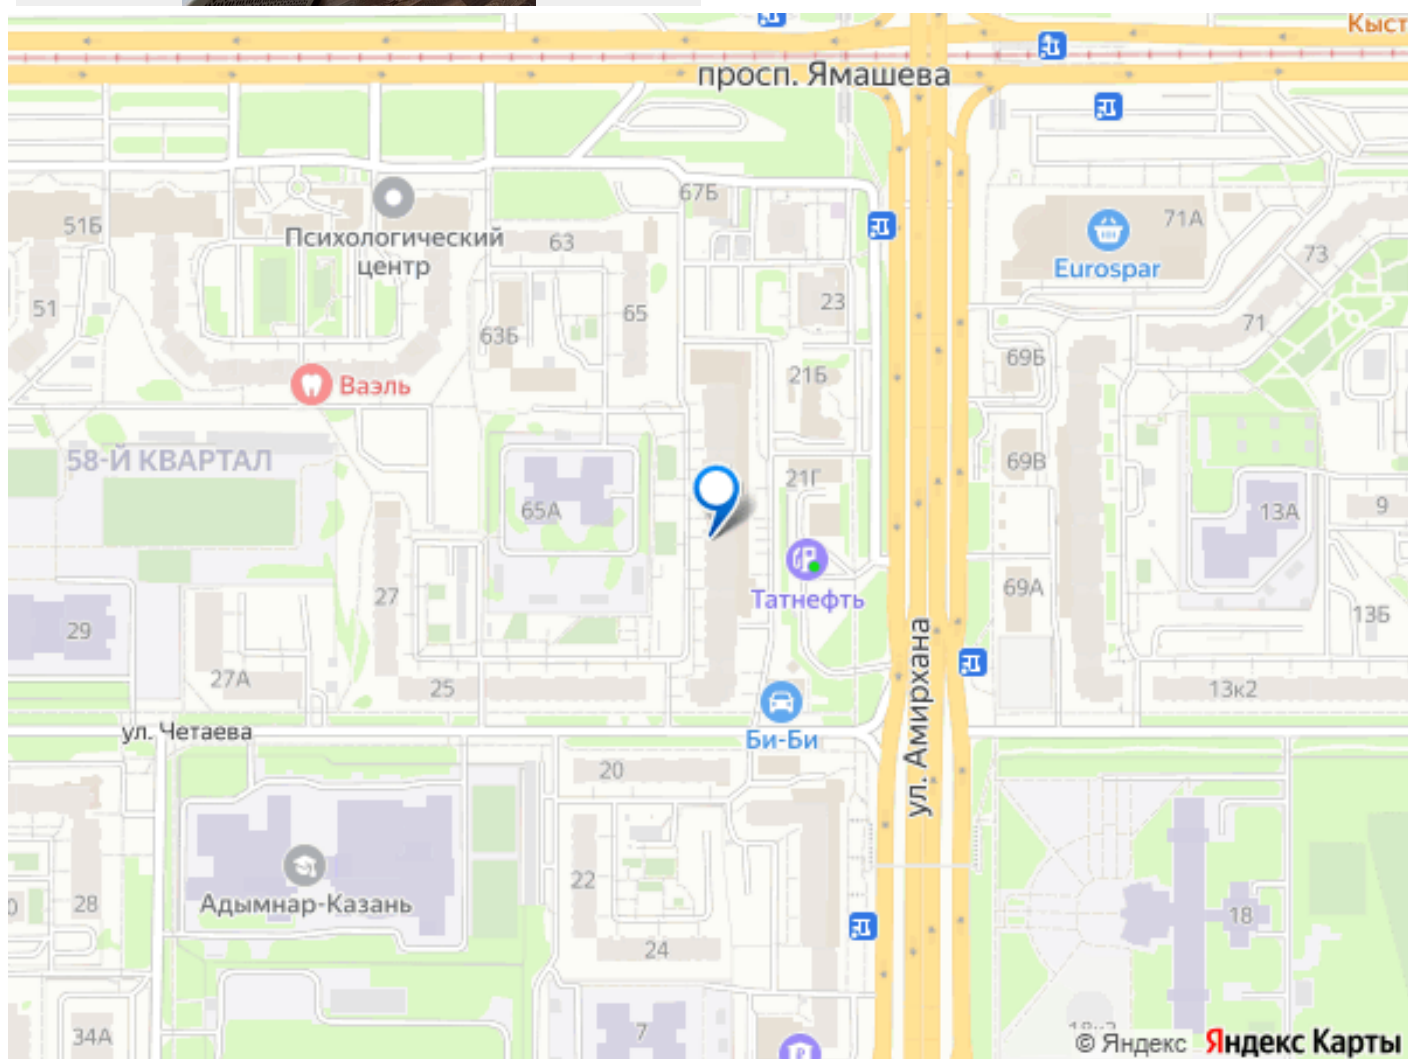 Кыст
просп. Ямашева
67Б
51Б
71А
Психологический
центр
63
Eurospar
73
51
65
23
63Б
71
69Б
21Б
Ваэль
58-Й КВАРТАЛ
69В
21Г
65А
13А
9
27
Татнефть
69А
13Б
29
27А
25
13к2
ул. Четаева
Би-Би
ул. Амирхана
20
22
28
Адымнар-Казань
18
24
34А
7
© Яндекс
Яндекс Карты